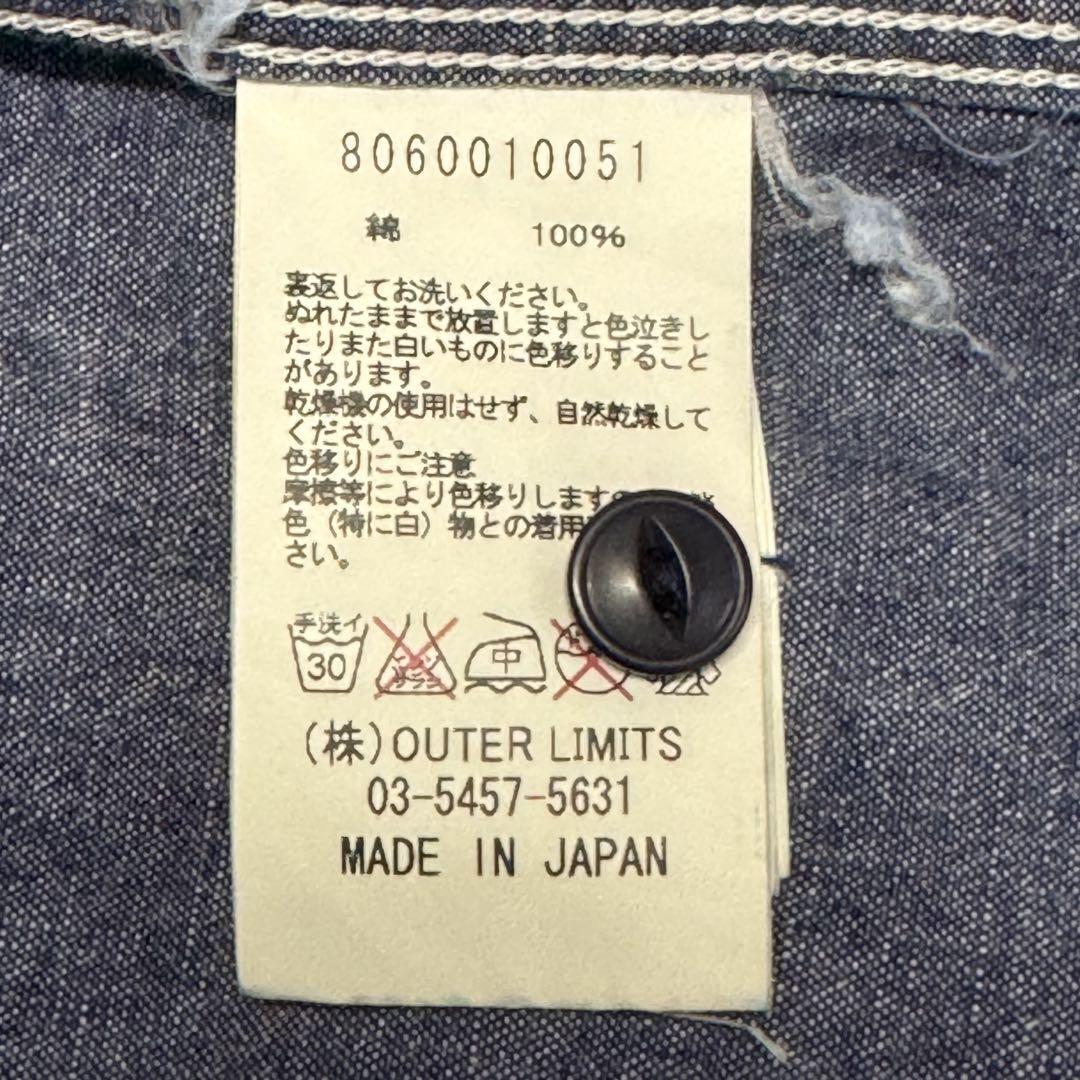 8060010051
綿 100%
裏返してお洗いください。
ぬれたままで放置しますと色泣きし
たりまた白いものに色移りすること
があります。
乾燥機の使用はせず、自然乾燥して
ください。
色移りにご注意
摩擦等により色移りします
色（特に白）物との着用
さい。
手洗イ
30
中
(株)OUTER LIMITS
03-5457-5631
MADE IN JAPAN